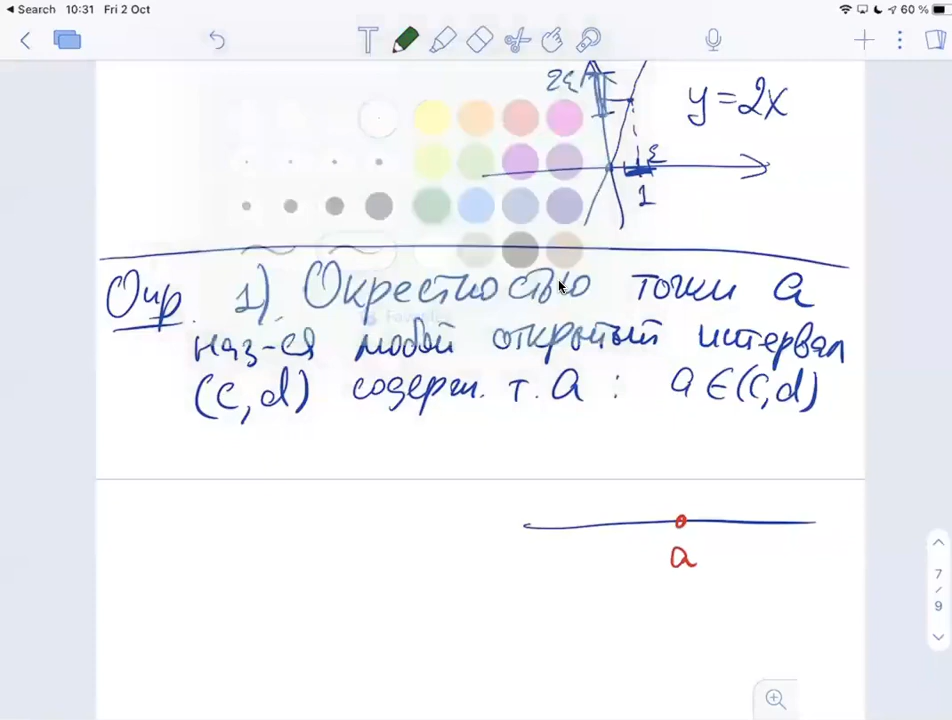 Search 10:31 Fri 2 Oct 60 %
T
2ε
y=2x
ε
1
Опр. 1) Окрестностью точки a
наз-ся любой открытый интервал
(c,d) содерж. т. a : a∈(c,d)
a
7
/
9